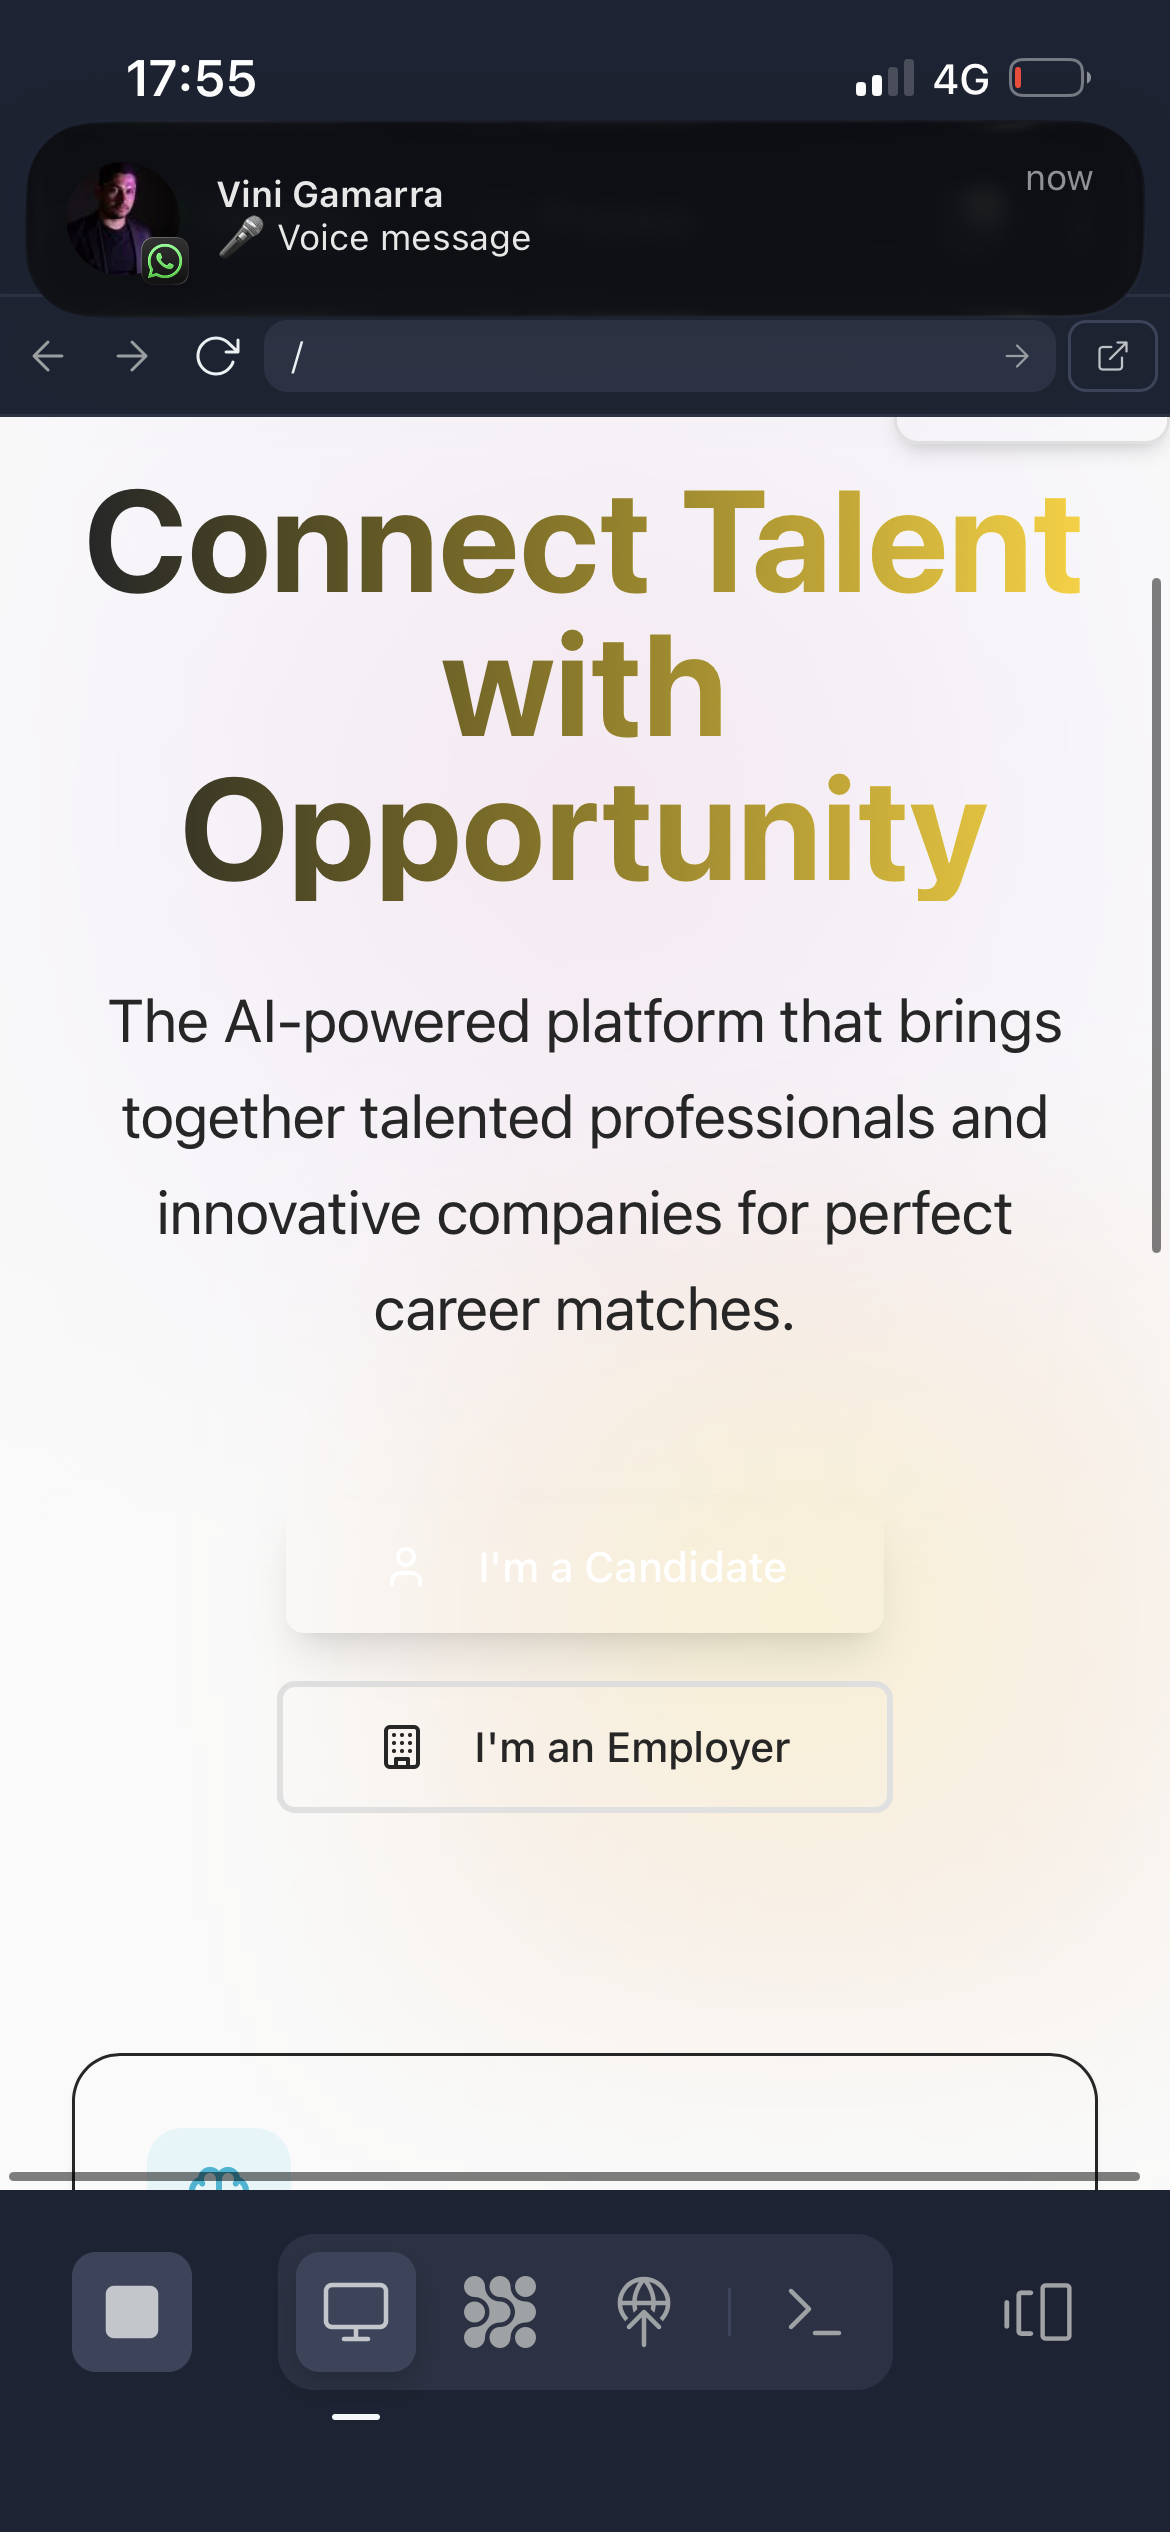 17:55
4G
Vini Gamarra
now
🎤 Voice message
/
Connect Talent
with
Opportunity
The AI-powered platform that brings
together talented professionals and
innovative companies for perfect
career matches.
I'm a Candidate
I'm an Employer